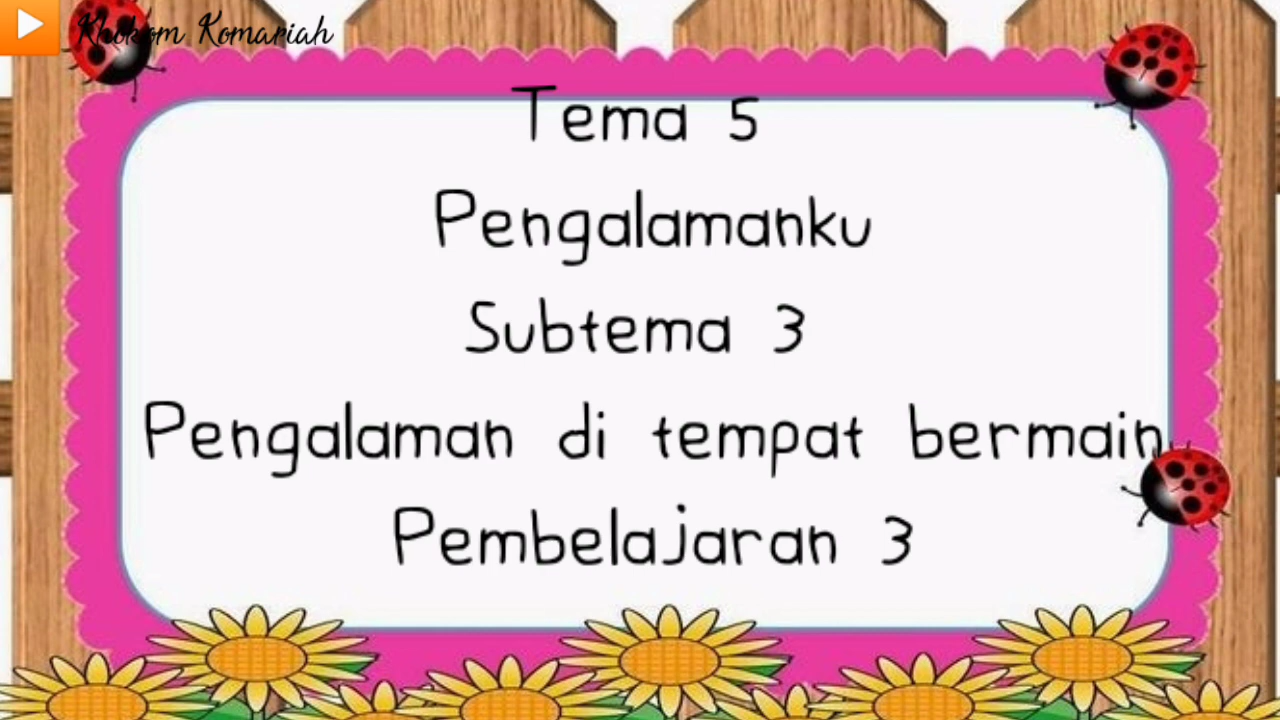 Khokom Komariah
Tema 5
Pengalamanku
Subtema 3
Pengalaman di tempat bermain
Pembelajaran 3